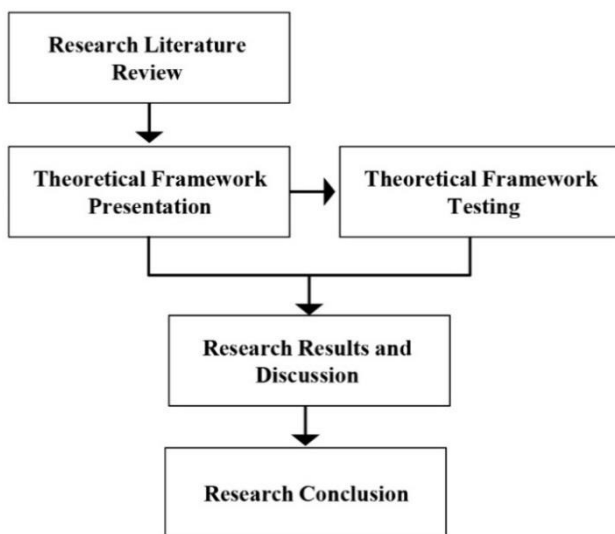 Research Literature
Review
Theoretical Framework
Presentation
Theoretical Framework
Testing
Research Results and
Discussion
Research Conclusion